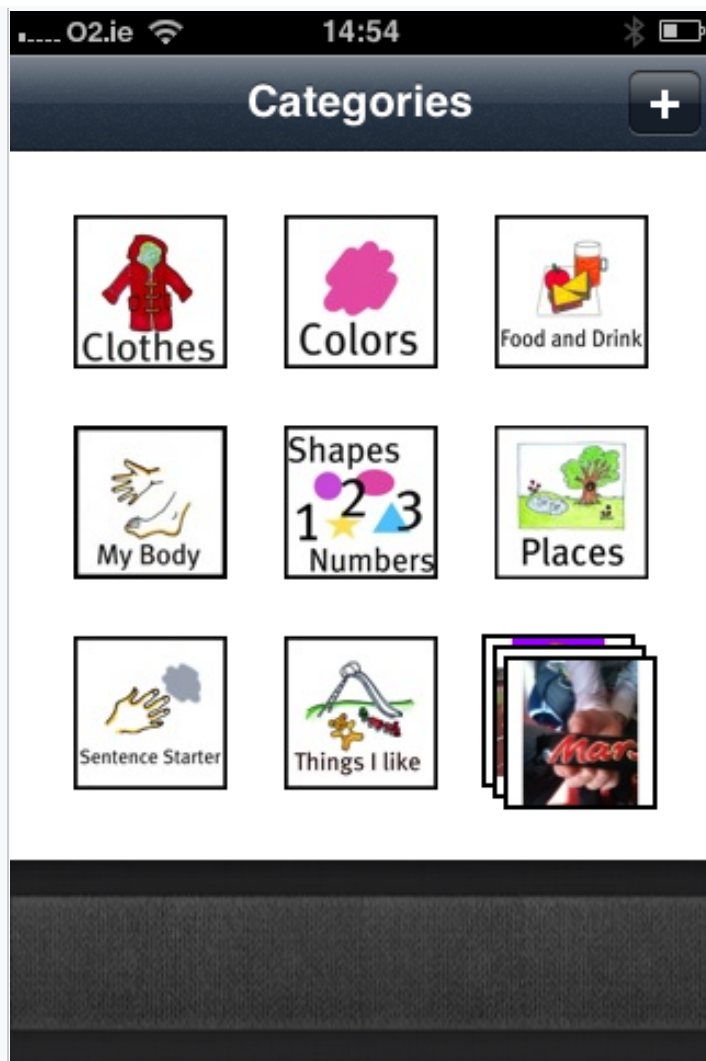 O2.ie 14:54
Categories +
Clothes
Colors
Food and Drink
My Body
Shapes
1 2 3
Numbers
Places
Sentence Starter
Things I like
Mars